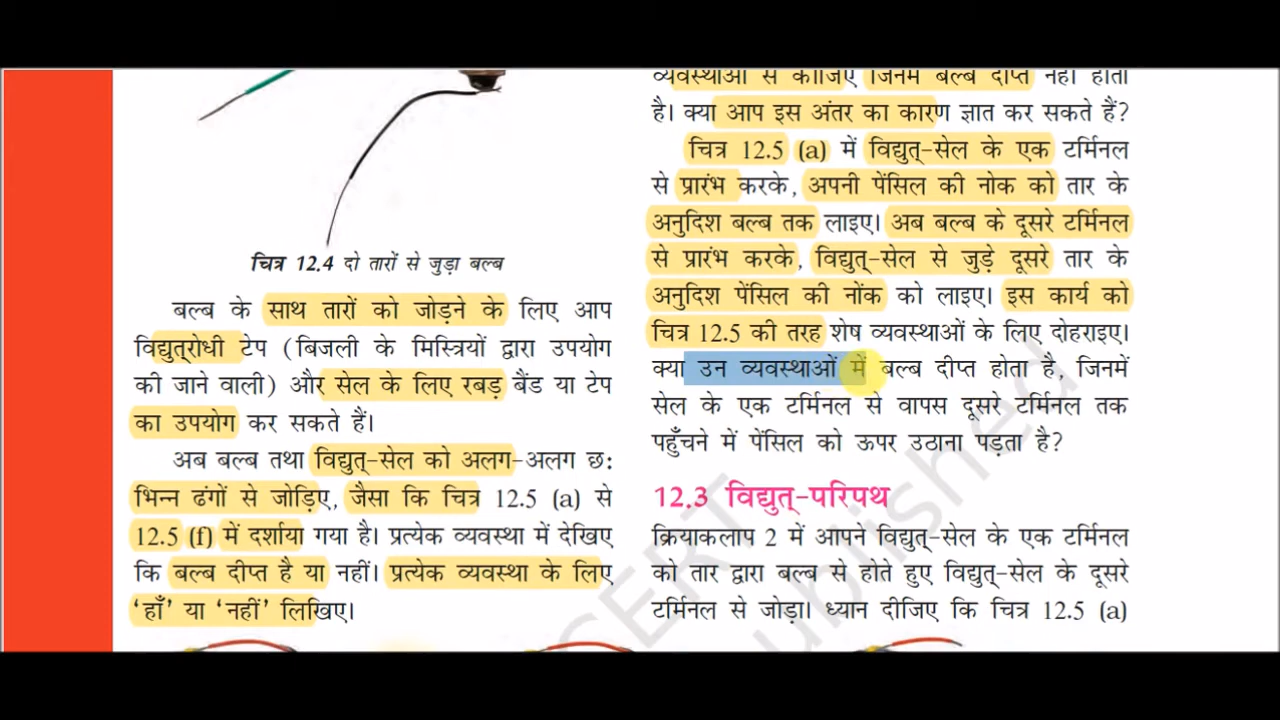 चित्र 12.4 दो तारों से जुड़ा बल्ब
बल्ब के साथ तारों को जोड़ने के लिए आप
विद्युत्‌रोधी टेप (बिजली के मिस्त्रियों द्वारा उपयोग
की जाने वाली) और सेल के लिए रबड़ बैंड या टेप
का उपयोग कर सकते हैं।
अब बल्ब तथा विद्युत्-सेल को अलग-अलग छः
भिन्न ढंगों से जोड़िए, जैसा कि चित्र 12.5 (a) से
12.5 (f) में दर्शाया गया है। प्रत्येक व्यवस्था में देखिए
कि बल्ब दीप्त है या नहीं। प्रत्येक व्यवस्था के लिए
‘हाँ’ या ‘नहीं’ लिखिए।
व्यवस्थाओं से कीजिए जिनमें बल्ब दीप्त नहीं होता
है। क्या आप इस अंतर का कारण ज्ञात कर सकते हैं?
चित्र 12.5 (a) में विद्युत्-सेल के एक टर्मिनल
से प्रारंभ करके, अपनी पेंसिल की नोक को तार के
अनुदिश बल्ब तक लाइए। अब बल्ब के दूसरे टर्मिनल
से प्रारंभ करके, विद्युत्-सेल से जुड़े दूसरे तार के
अनुदिश पेंसिल की नोंक को लाइए। इस कार्य को
चित्र 12.5 की तरह शेष व्यवस्थाओं के लिए दोहराइए।
क्या उन व्यवस्थाओं में बल्ब दीप्त होता है, जिनमें
सेल के एक टर्मिनल से वापस दूसरे टर्मिनल तक
पहुँचने में पेंसिल को ऊपर उठाना पड़ता है?
12.3 विद्युत्-परिपथ
क्रियाकलाप 2 में आपने विद्युत्-सेल के एक टर्मिनल
को तार द्वारा बल्ब से होते हुए विद्युत्-सेल के दूसरे
टर्मिनल से जोड़ा। ध्यान दीजिए कि चित्र 12.5 (a)